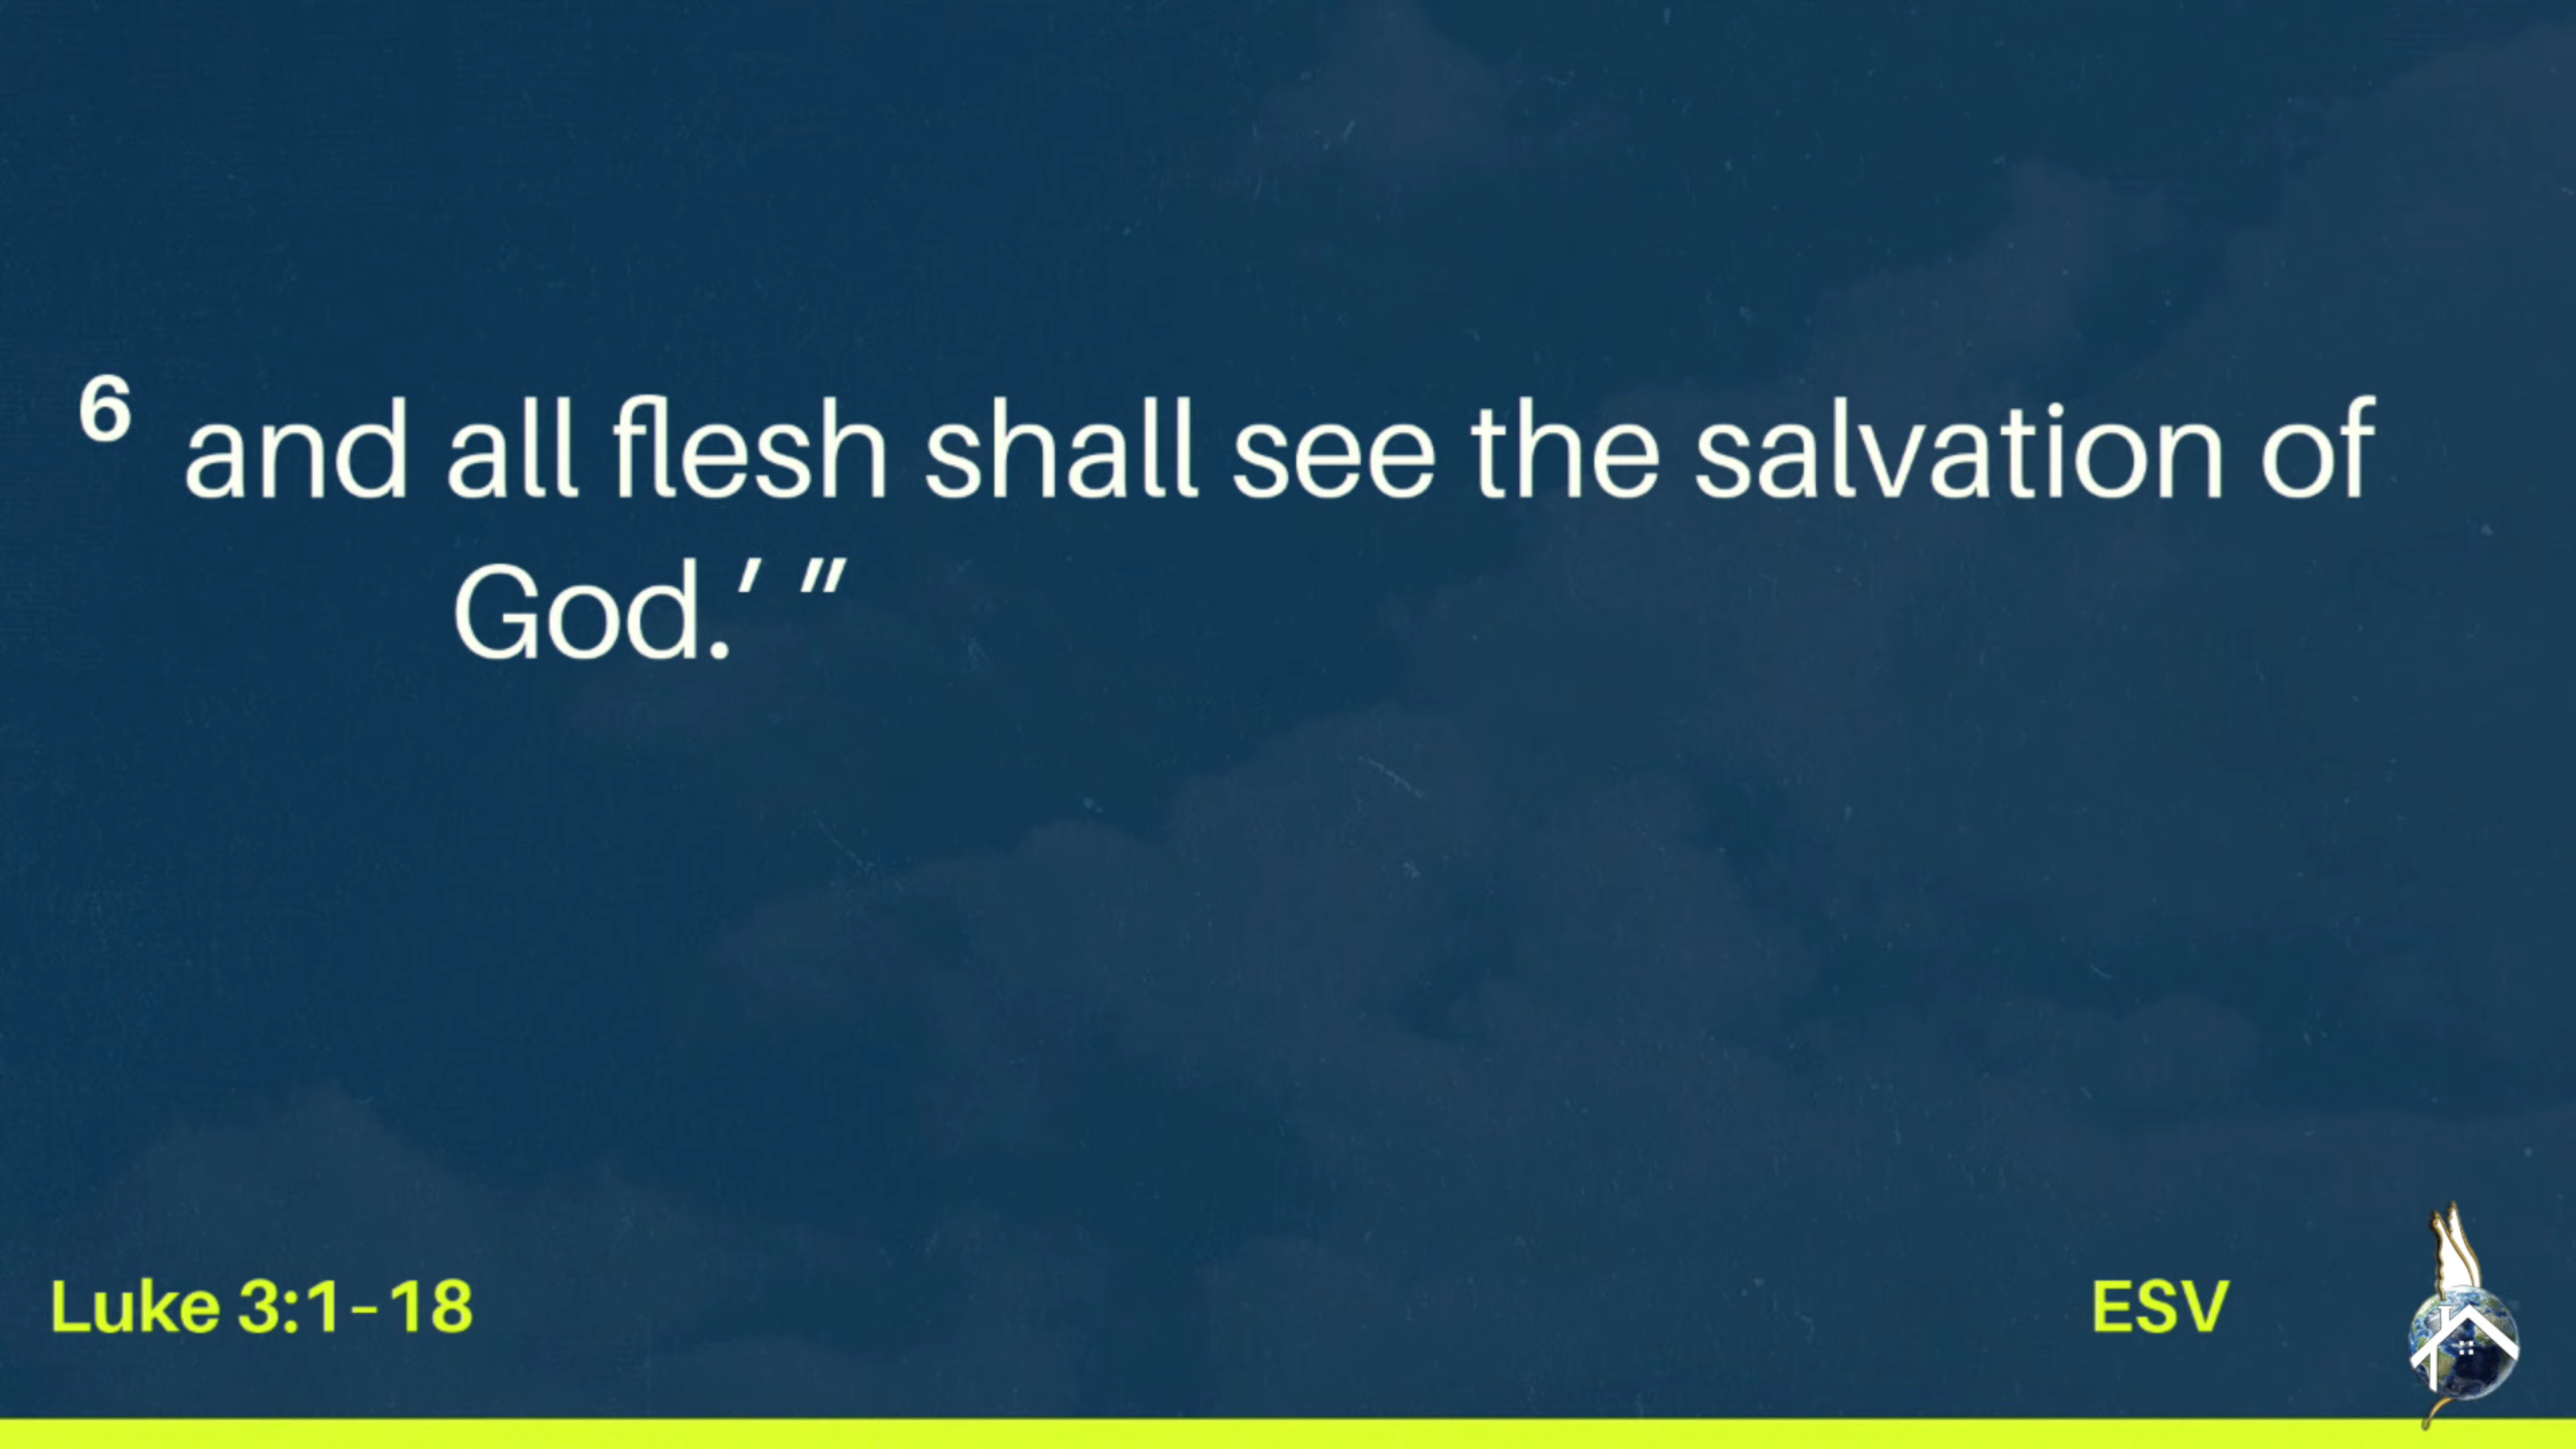 6 and all flesh shall see the salvation of
God.’ ”
Luke 3:1-18
ESV